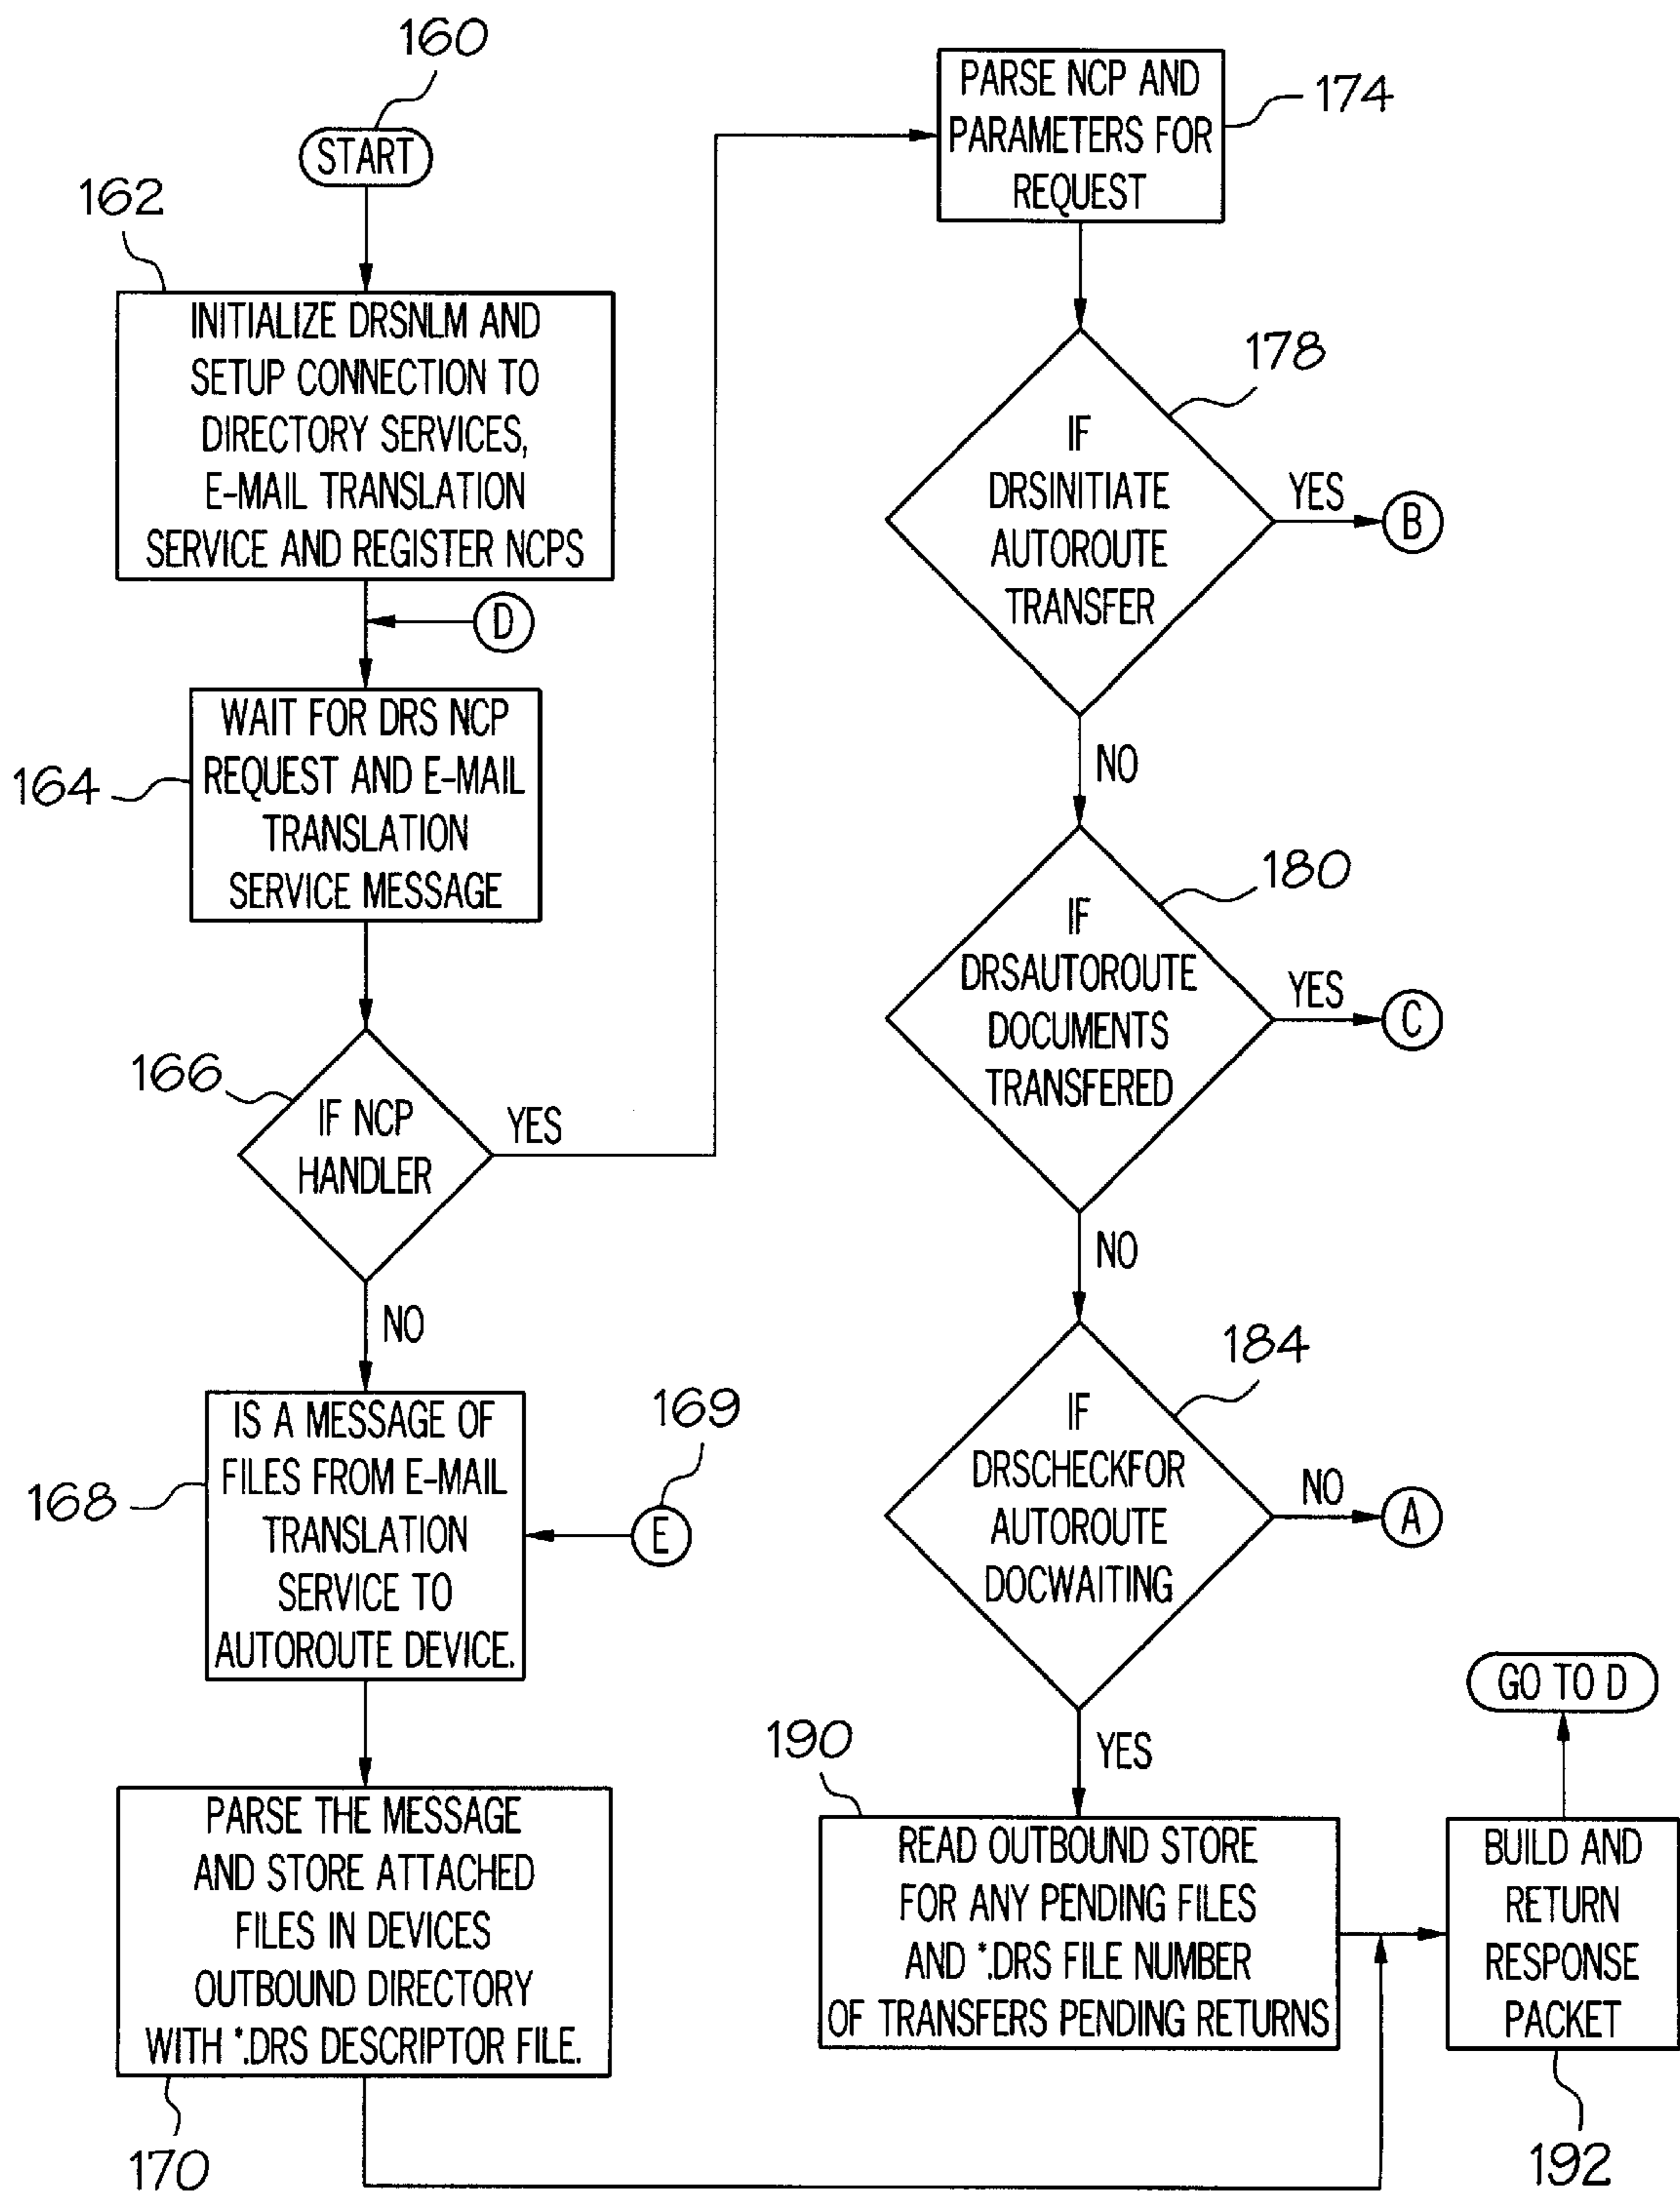 160
START
162
INITIALIZE DRSNLM AND
SETUP CONNECTION TO
DIRECTORY SERVICES,
E-MAIL TRANSLATION
SERVICE AND REGISTER NCPS
D
164
WAIT FOR DRS NCP
REQUEST AND E-MAIL
TRANSLATION
SERVICE MESSAGE
166
IF NCP
HANDLER
YES
NO
168
IS A MESSAGE OF
FILES FROM E-MAIL
TRANSLATION
SERVICE TO
AUTOROUTE DEVICE.
169
E
PARSE THE MESSAGE
AND STORE ATTACHED
FILES IN DEVICES
OUTBOUND DIRECTORY
WITH *.DRS DESCRIPTOR FILE.
170
PARSE NCP AND
PARAMETERS FOR
REQUEST
174
178
IF
DRSINITIATE
AUTOROUTE
TRANSFER
YES
B
NO
180
IF
DRSAUTOROUTE
DOCUMENTS
TRANSFERED
YES
C
NO
184
IF
DRSCHECKFOR
AUTOROUTE
DOCWAITING
NO
A
YES
190
READ OUTBOUND STORE
FOR ANY PENDING FILES
AND *.DRS FILE NUMBER
OF TRANSFERS PENDING RETURNS
GO TO D
BUILD AND
RETURN
RESPONSE
PACKET
192